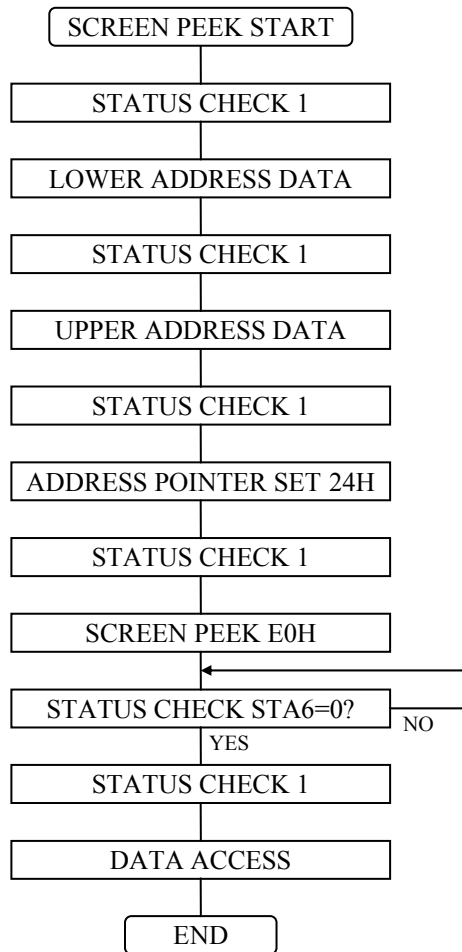 SCREEN PEEK START
STATUS CHECK 1
LOWER ADDRESS DATA
STATUS CHECK 1
UPPER ADDRESS DATA
STATUS CHECK 1
ADDRESS POINTER SET 24H
STATUS CHECK 1
SCREEN PEEK E0H
STATUS CHECK STA6=0?
NO
YES
STATUS CHECK 1
DATA ACCESS
END